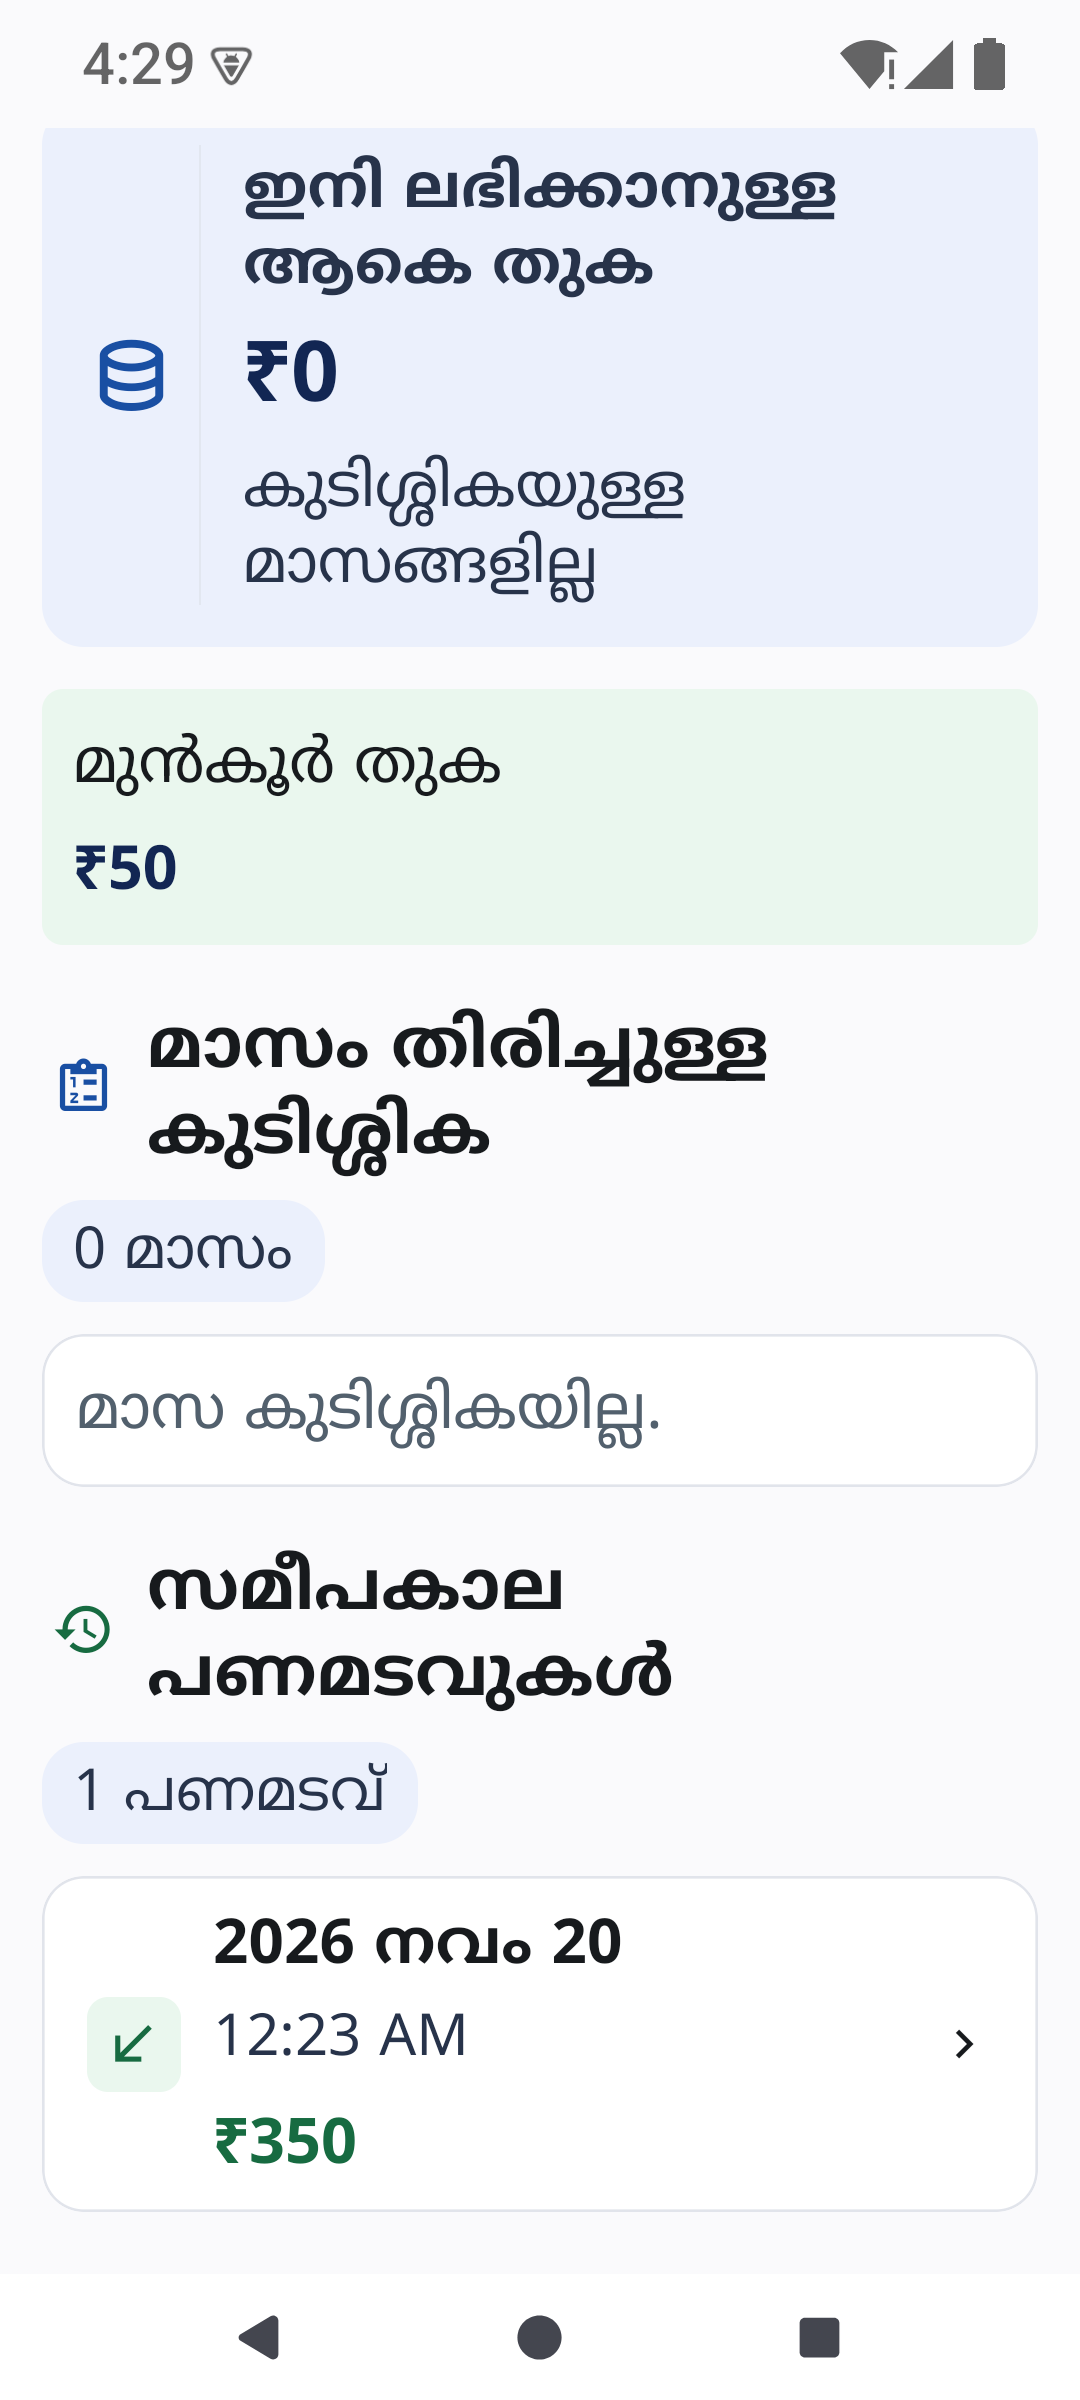 4:29
ഇനി ലഭിക്കാനുള്ള
ആകെ തുക
₹0
കുടിശ്ശികയുള്ള
മാസങ്ങളില്ല
മുൻകൂർ തുക
₹50
മാസം തിരിച്ചുള്ള
കുടിശ്ശിക
0 മാസം
മാസ കുടിശ്ശികയില്ല.
സമീപകാല
പണമടവുകൾ
1 പണമടവ്
2026 നവം 20
12:23 AM
₹350